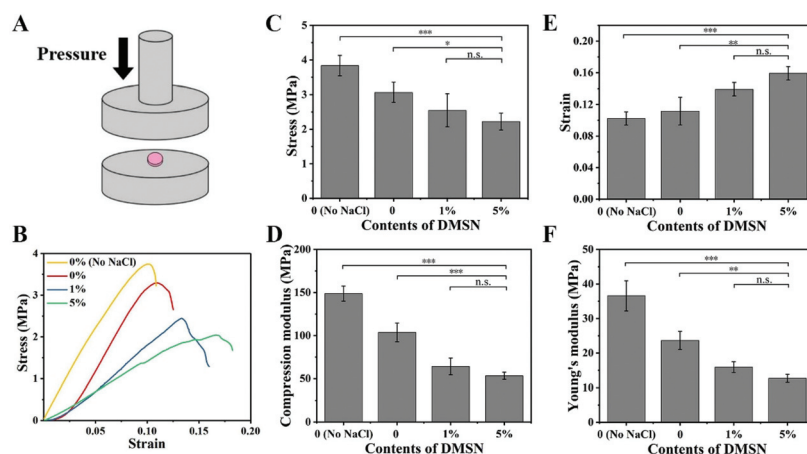 A
Pressure
B
0% (No NaCl)
0%
1%
5%
4
3
2
1
0
Stress (MPa)
0.05
0.10
0.15
0.20
Strain
C
***
*
n.s.
6
5
4
3
2
1
0
Stress (MPa)
0 (No NaCl)
0
1%
5%
Contents of DMSN
D
***
***
n.s.
200
150
100
50
0
Compression modulus (MPa)
0 (No NaCl)
0
1%
5%
Contents of DMSN
E
***
**
n.s.
0.20
0.16
0.12
0.08
0.04
0.00
Strain
0 (No NaCl)
0
1%
5%
Contents of DMSN
F
***
**
n.s.
50
40
30
20
10
0
Young's modulus (MPa)
0 (No NaCl)
0
1%
5%
Contents of DMSN